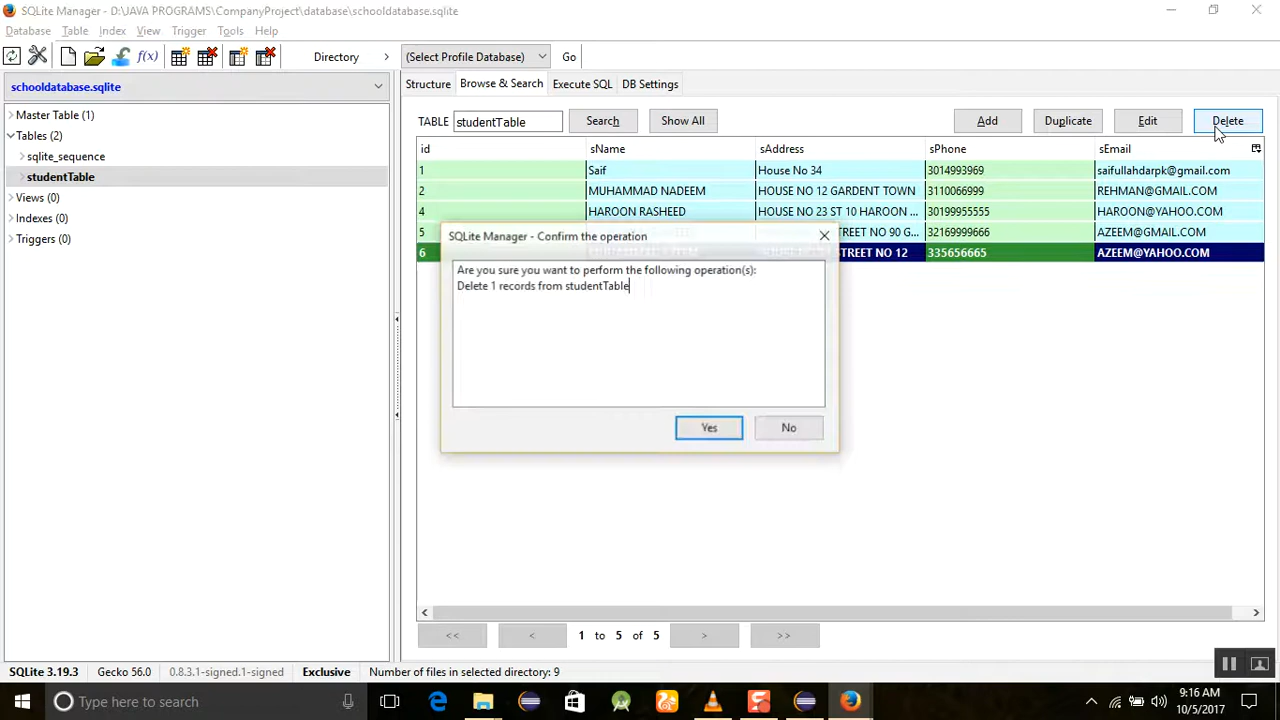 SQLite Manager - D:\JAVA PROGRAMS\CompanyProject\database\schooldatabase.sqlite
Database Table Index View Trigger Tools Help
f(x) Directory > (Select Profile Database) Go
schooldatabase.sqlite
Structure Browse & Search Execute SQL DB Settings
Master Table (1)
Tables (2)
sqlite_sequence
studentTable
Views (0)
Indexes (0)
Triggers (0)
TABLE studentTable Search Show All Add Duplicate Edit Delete
id sName sAddress sPhone sEmail
1 Saif House No 34 3014993969 saifullahdarpk@gmail.com
2 MUHAMMAD NADEEM HOUSE NO 12 GARDENT TOWN 3110066999 REHMAN@GMAIL.COM
4 HAROON RASHEED HOUSE NO 23 ST 10 HAROON ... 30199955555 HAROON@YAHOO.COM
5 STREET NO 90 G... 32169999666 AZEEM@GMAIL.COM
6 STREET NO 12 335656665 AZEEM@YAHOO.COM
SQLite Manager - Confirm the operation
Are you sure you want to perform the following operation(s):
Delete 1 records from studentTable
Yes No
<< < 1 to 5 of 5 > >>
SQLite 3.19.3 Gecko 56.0 0.8.3.1-signed.1-signed Exclusive Number of files in selected directory: 9
Type here to search
9:16 AM
10/5/2017